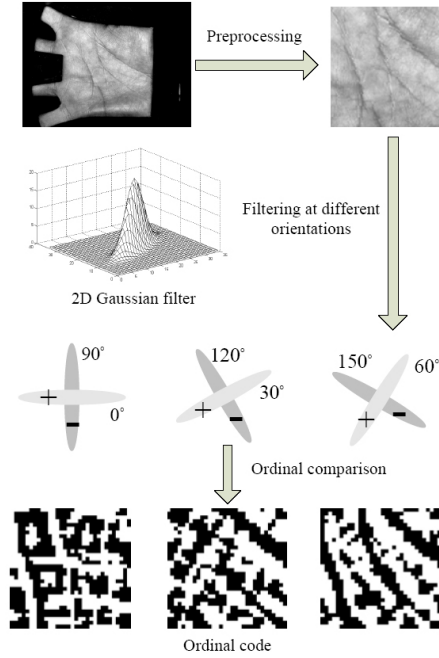 Preprocessing
Filtering at different
orientations
2D Gaussian filter
90°
0°
120°
30°
150°
60°
Ordinal comparison
Ordinal code